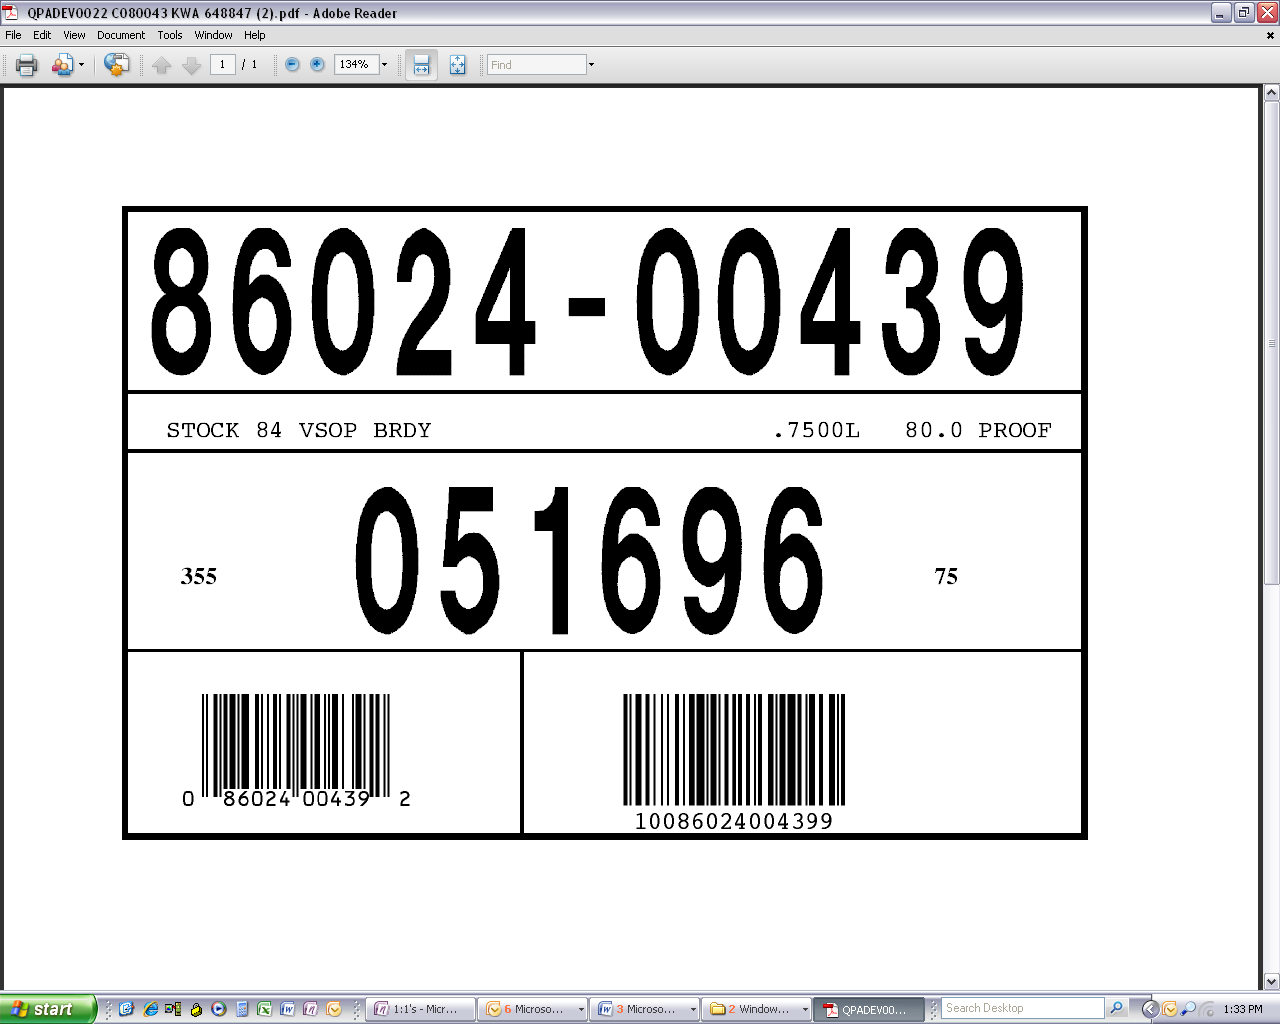 QPADEV0022 C080043 KWA 648847 (2).pdf - Adobe Reader
File Edit View Document Tools Window Help
1 / 1 134% Find
86024-00439
STOCK 84 VSOP BRDY .7500L 80.0 PROOF
355 051696 75
0 86024 00439 2
10086024004399
start 1:1's - Micr... 6 Microso... 3 Microso... 2 Window... QPADEV00... Search Desktop 1:33 PM